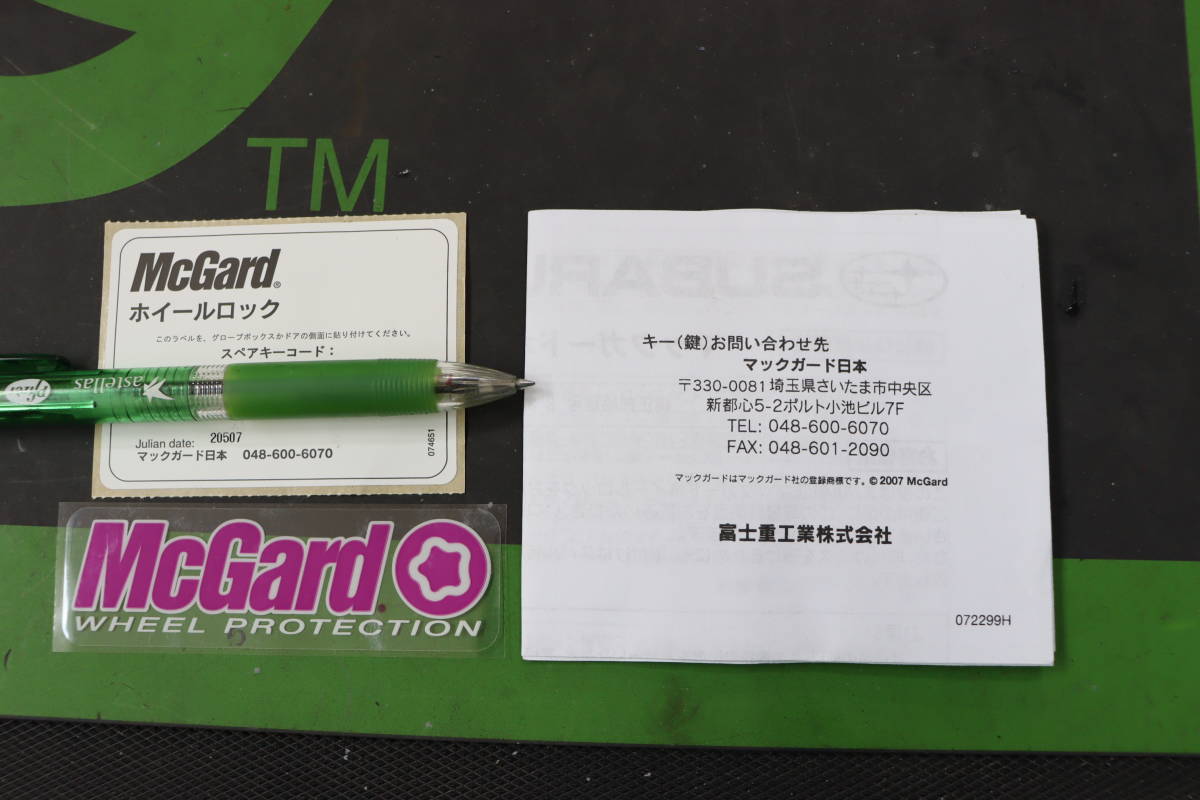 TM
McGard®
ホイールロック
このラベルを、グローブボックスかドアの側面に貼り付けてください。
スペアキーコード：
astellas
Julian date: 20507
マックガード日本 048-600-6070
074651
McGard
WHEEL PROTECTION
SUBARU
キー（鍵）お問い合わせ先
マックガード日本
〒330-0081 埼玉県さいたま市中央区
新都心5-2ポルト小池ビル7F
TEL: 048-600-6070
FAX: 048-601-2090
マックガードはマックガード社の登録商標です。© 2007 McGard
富士重工業株式会社
072299H